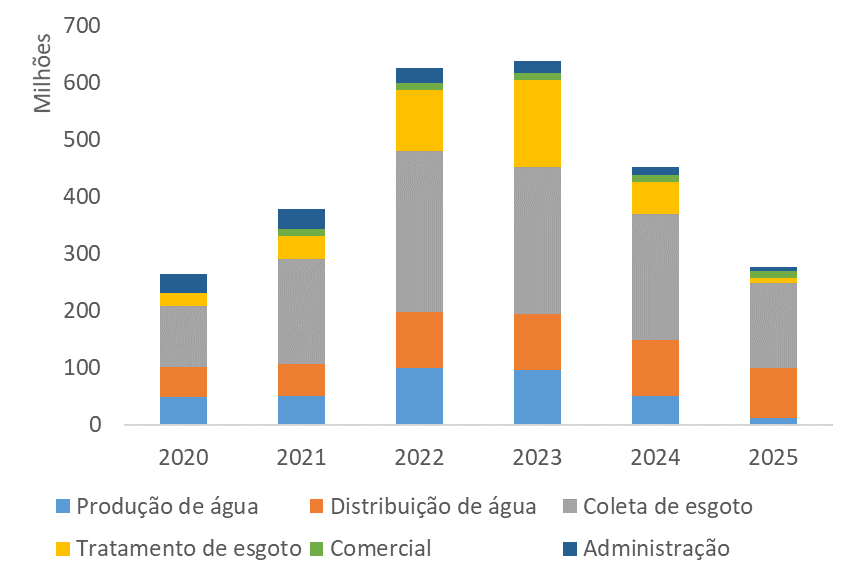 Milhões
700
600
500
400
300
200
100
0
2020 2021 2022 2023 2024 2025
Produção de água Distribuição de água Coleta de esgoto
Tratamento de esgoto Comercial Administração